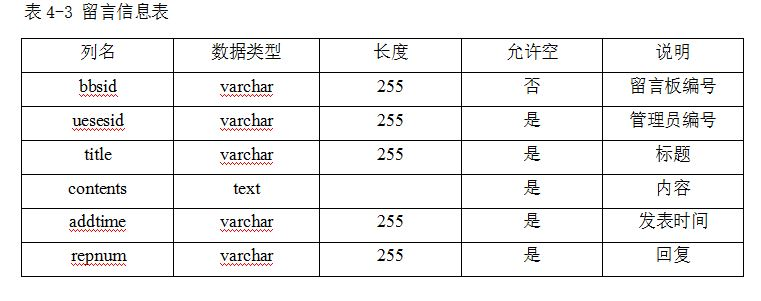 表 4-3 留言信息表
列名 数据类型 长度 允许空 说明
bbsid varchar 255 否 留言板编号
uesesid varchar 255 是 管理员编号
title varchar 255 是 标题
contents text 是 内容
addtime varchar 255 是 发表时间
repnum varchar 255 是 回复